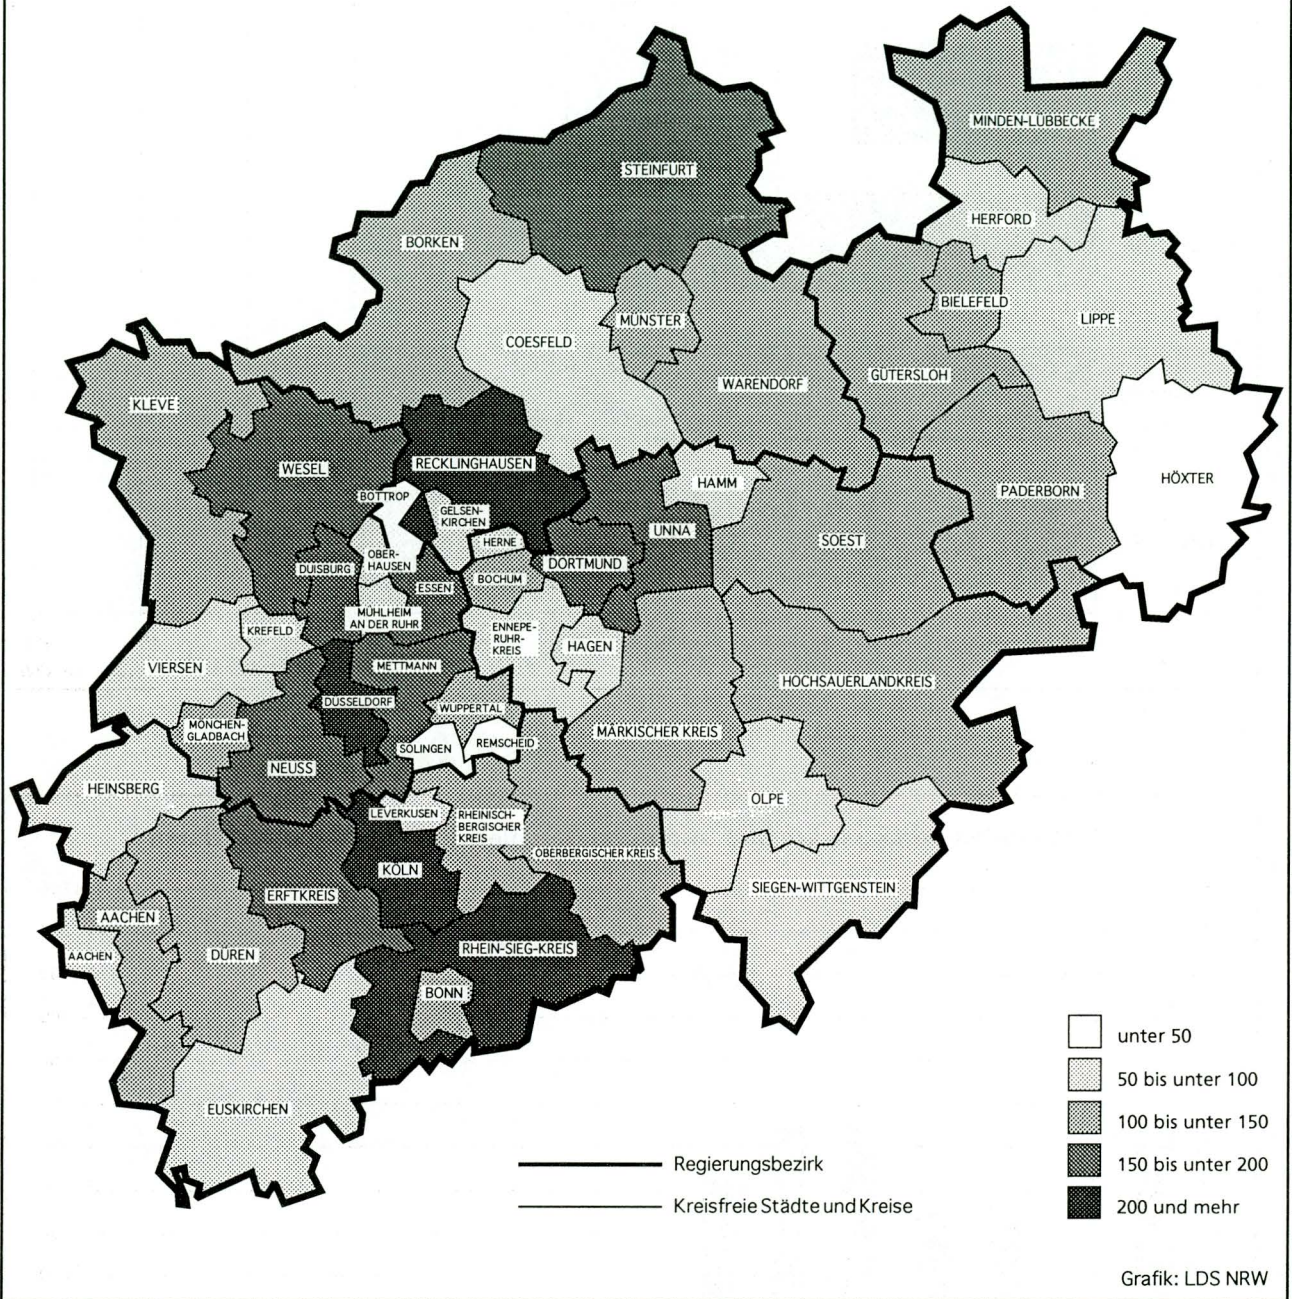 MINDEN-LÜBBECKE
STEINFURT
HERFORD
BORKEN
BIELEFELD
LIPPE
MÜNSTER
COESFELD
GÜTERSLOH
WARENDORF
KLEVE
RECKLINGHAUSEN
WESEL
HÖXTER
HAMM
PADERBORN
BOTTROP
GELSEN-
KIRCHEN
UNNA
SOEST
HERNE
OBER-
HAUSEN
DORTMUND
DUISBURG
BOCHUM
ESSEN
MÜHLHEIM
AN DER RUHR
KREFELD
ENNEPE-
RUHR-
KREIS
HAGEN
VIERSEN
METTMANN
HOCHSAUERLANDKREIS
DÜSSELDORF
WUPPERTAL
MÖNCHEN-
GLADBACH
MÄRKISCHER KREIS
SOLINGEN
REMSCHEID
NEUSS
HEINSBERG
OLPE
LEVERKUSEN
RHEINISCH-
BERGISCHER
KREIS
OBERBERGISCHER KREIS
KÖLN
SIEGEN-WITTGENSTEIN
ERFTKREIS
AACHEN
RHEIN-SIEG-KREIS
AACHEN
DÜREN
BONN
EUSKIRCHEN
unter 50
50 bis unter 100
100 bis unter 150
150 bis unter 200
200 und mehr
Regierungsbezirk
Kreisfreie Städte und Kreise
Grafik: LDS NRW